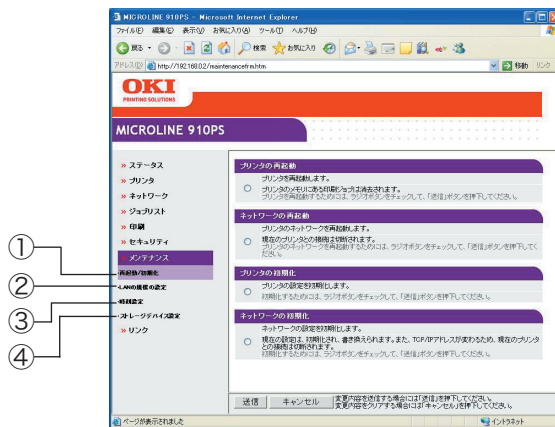 MICROLINE 910PS - Microsoft Internet Explorer
ファイル(F) 編集(E) 表示(V) お気に入り(A) ツール(T) ヘルプ(H)
戻る 検索 お気に入り
アドレス(D) http://192.168.0.2/maintenancefrm.htm 移動 リンク
OKI
PRINTING SOLUTIONS
MICROLINE 910PS
» ステータス
» プリンタ
» ネットワーク
» ジョブリスト
» 印刷
» セキュリティ
» メンテナンス
① 再起動/初期化
② LANの規模の設定
③ 時刻設定
④ ストレージデバイス設定
» リンク
プリンタの再起動
プリンタを再起動します。
プリンタのメモリにある印刷ジョブは消去されます。
プリンタを再起動するためには、ラジオボタンをチェックして、「送信」ボタンを押下してください。
ネットワークの再起動
プリンタのネットワークを再起動します。
現在のプリンタとの接続は切断されます。
プリンタのネットワークを再起動するためには、ラジオボタンをチェックして、「送信」ボタンを押下してください。
プリンタの初期化
プリンタの設定を初期化します。
初期化するためには、ラジオボタンをチェックして、「送信」ボタンを押下してください。
ネットワークの初期化
ネットワークの設定を初期化します。
現在の設定は、初期化され、書き換えられます。また、TCP/IPアドレスが変わるため、現在のプリンタとの接続は切断されます。
初期化するためには、ラジオボタンをチェックして、「送信」ボタンを押下してください。
送信 キャンセル
変更内容を送信する場合には「送信」を押下してください。
変更内容をクリアする場合には「キャンセル」を押下してください。
ページが表示されました イントラネット